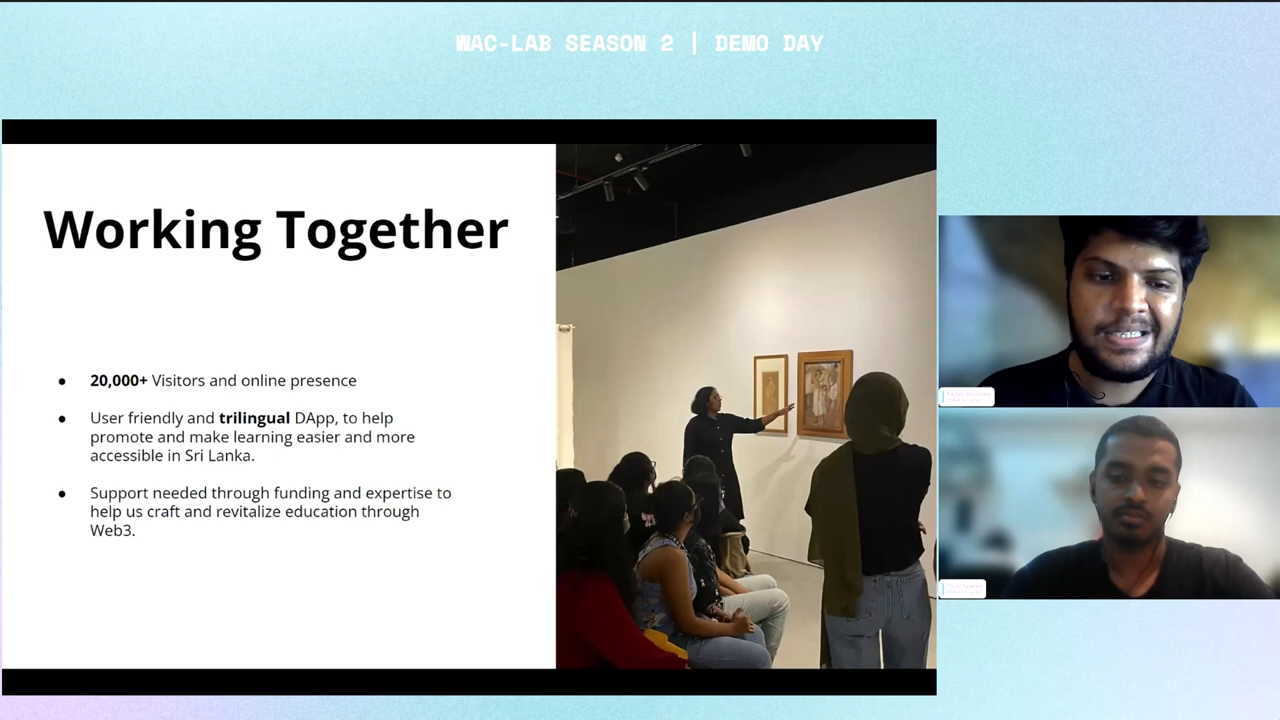 WAC-LAB SEASON 2 | DEMO DAY
Working Together
● 20,000+ Visitors and online presence
● User friendly and trilingual DApp, to help
promote and make learning easier and more
accessible in Sri Lanka.
● Support needed through funding and expertise to
help us craft and revitalize education through
Web3.